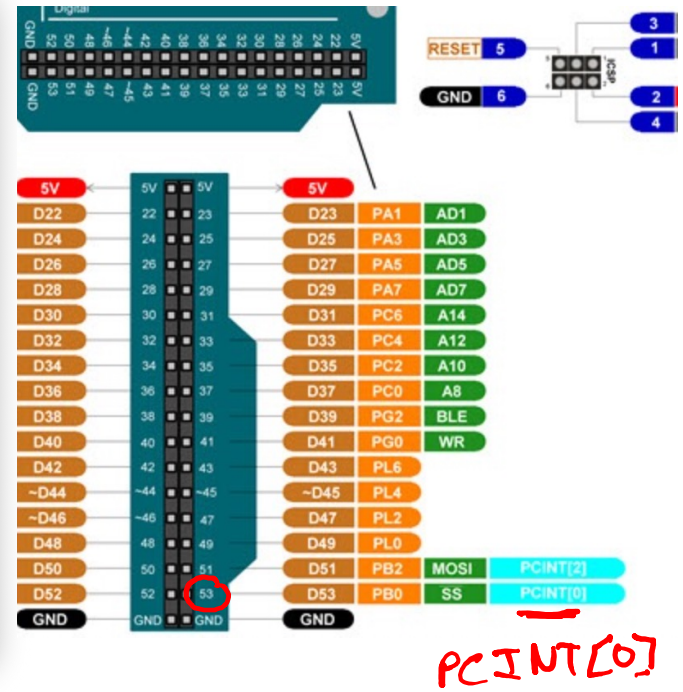 Digital
GND 52 50 48 ~46 ~44 42 40 38 36 34 32 30 28 26 24 22 5V
GND 53 51 49 47 ~45 43 41 39 37 35 33 31 29 27 25 23 5V
RESET 5
GND 6
ICSP
3
1
2
4
5V 5V 5V 5V
D22 22 23 D23 PA1 AD1
D24 24 25 D25 PA3 AD3
D26 26 27 D27 PA5 AD5
D28 28 29 D29 PA7 AD7
D30 30 31 D31 PC6 A14
D32 32 33 D33 PC4 A12
D34 34 35 D35 PC2 A10
D36 36 37 D37 PC0 A8
D38 38 39 D39 PG2 BLE
D40 40 41 D41 PG0 WR
D42 42 43 D43 PL6
~D44 ~44 ~45 ~D45 PL4
~D46 ~46 47 D47 PL2
D48 48 49 D49 PL0
D50 50 51 D51 PB2 MOSI PCINT[2]
D52 52 53 D53 PB0 SS PCINT[0]
GND GND GND GND
PCINT[0]